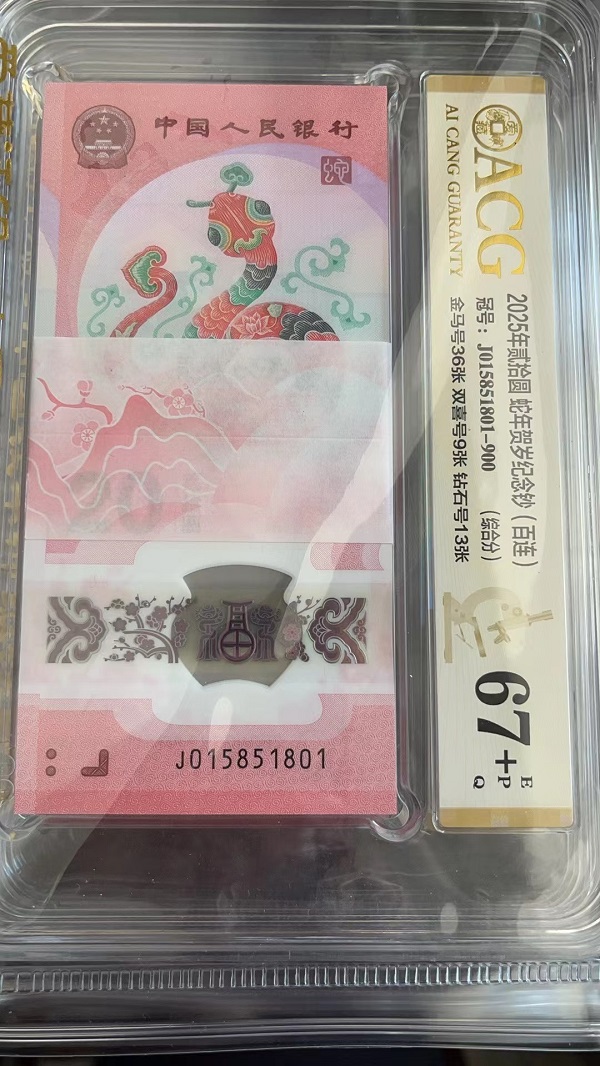 中国人民银行
蛇
20
J015851801
ACG
AI CANG GUARANTY
2025年贰拾圆 蛇年贺岁纪念钞（百连）
冠号：J015851801-900 （综合分）
金马号36张 双喜号9张 钻石号13张
67+
E
P
Q